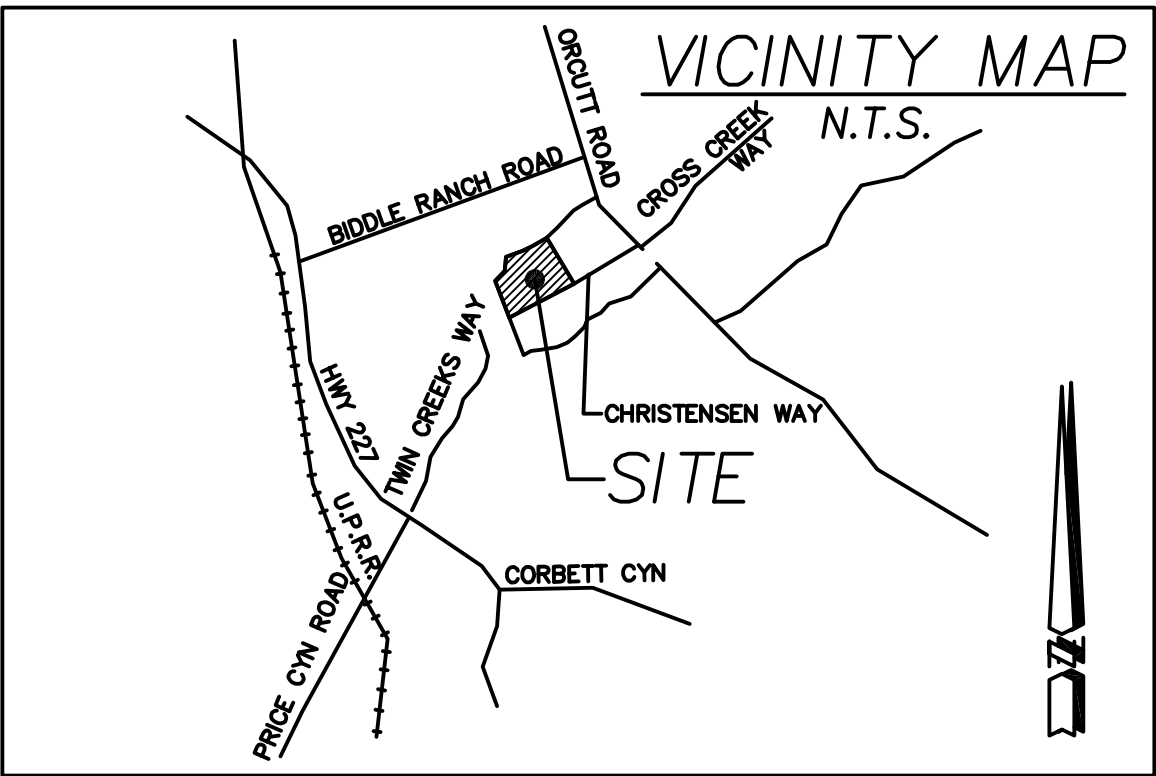 VICINITY MAP
N.T.S.
ORCUTT ROAD
CROSS CREEK
WAY
BIDDLE RANCH ROAD
TWIN CREEKS WAY
HWY 227
CHRISTENSEN WAY
SITE
U.P.R.R.
CORBETT CYN
PRICE CYN ROAD
N